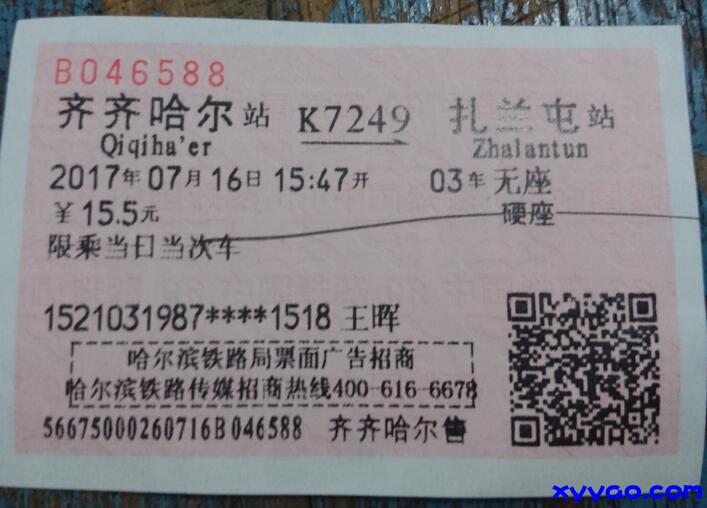 B046588
齐齐哈尔站 K7249 扎兰屯站
Qiqiha'er Zhalantun
2017年07月16日 15:47开 03车 无座
￥15.5元 硬座
限乘当日当次车
1521031987****1518 王晖
哈尔滨铁路局票面广告招商
哈尔滨铁路传媒招商热线400-616-6678
56675000260716B046588 齐齐哈尔售
xyygo.com